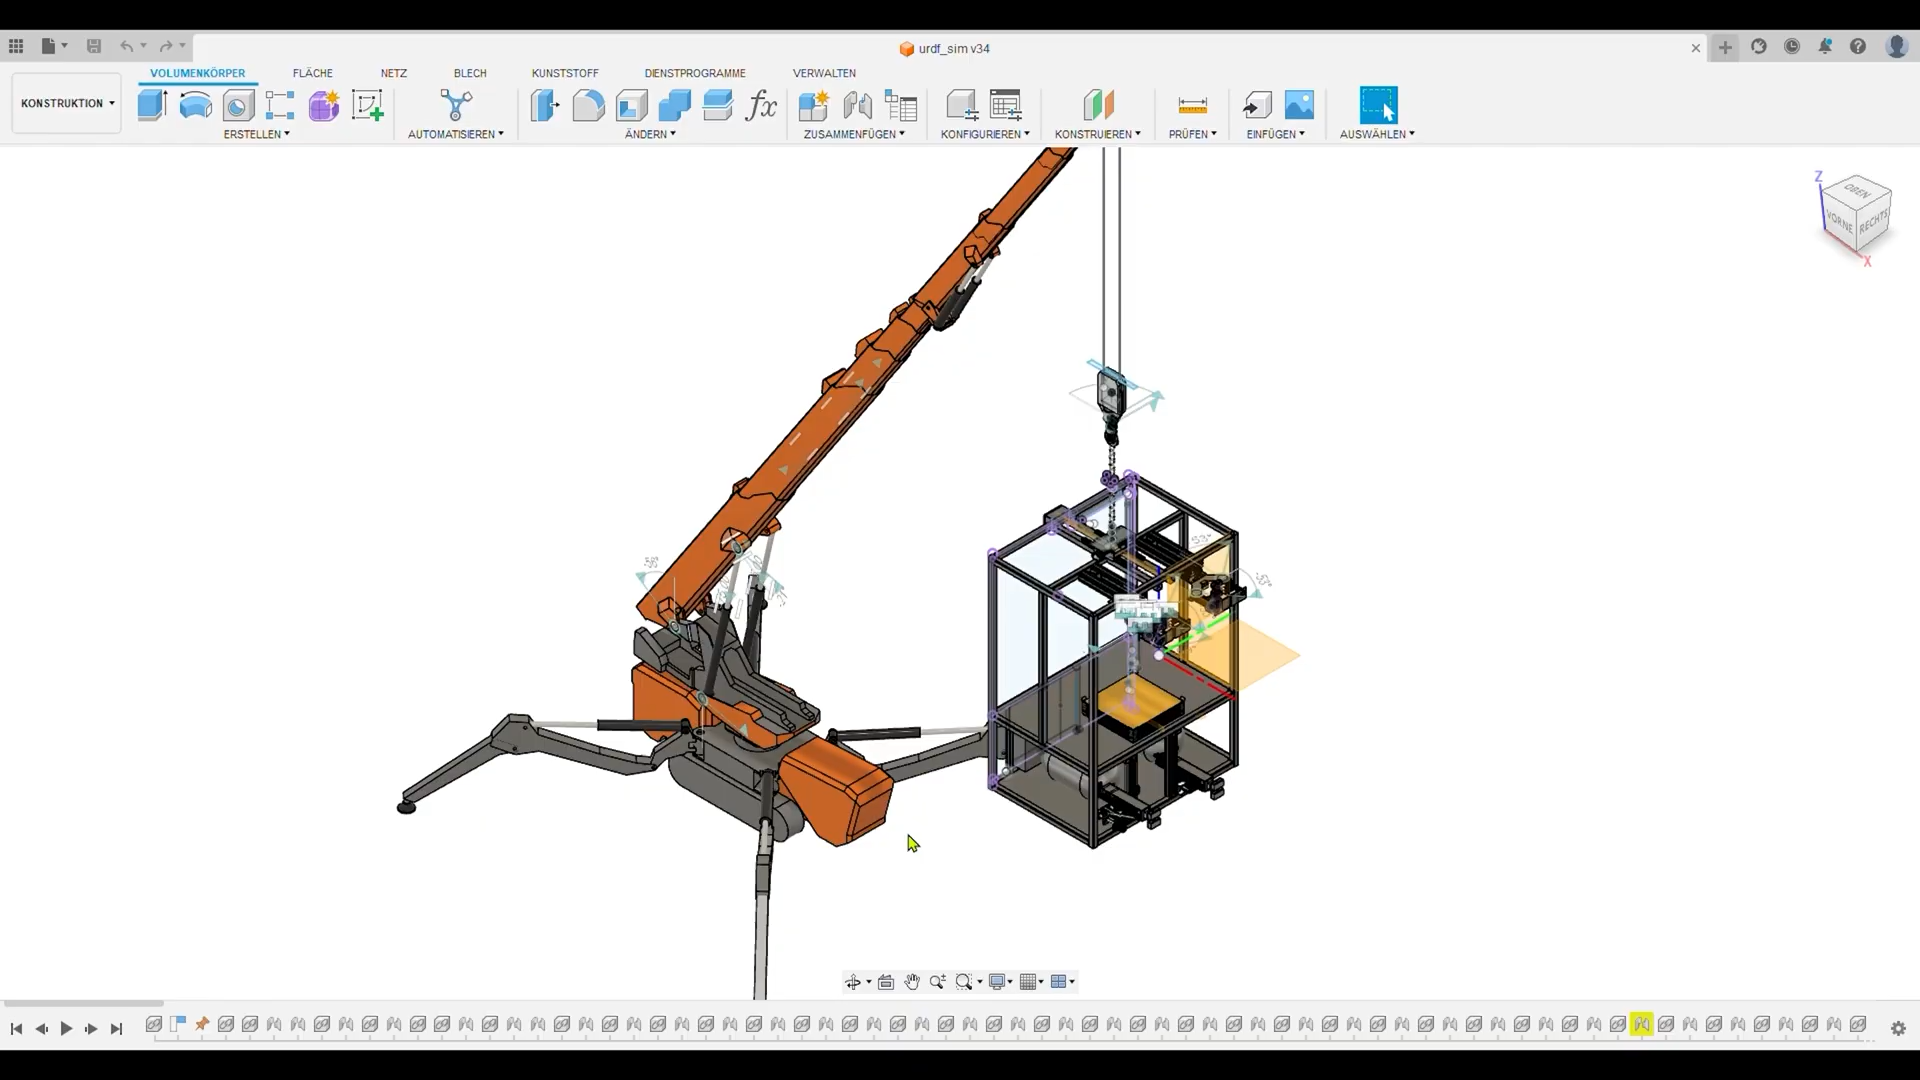 urdf_sim v34
KONSTRUKTION
VOLUMENKÖRPER
FLÄCHE
NETZ
BLECH
KUNSTSTOFF
DIENSTPROGRAMME
VERWALTEN
fx
ERSTELLEN
AUTOMATISIEREN
ÄNDERN
ZUSAMMENFÜGEN
KONFIGURIEREN
KONSTRUIEREN
PRÜFEN
EINFÜGEN
AUSWÄHLEN
Z
OBEN
VORNE
RECHTS
X